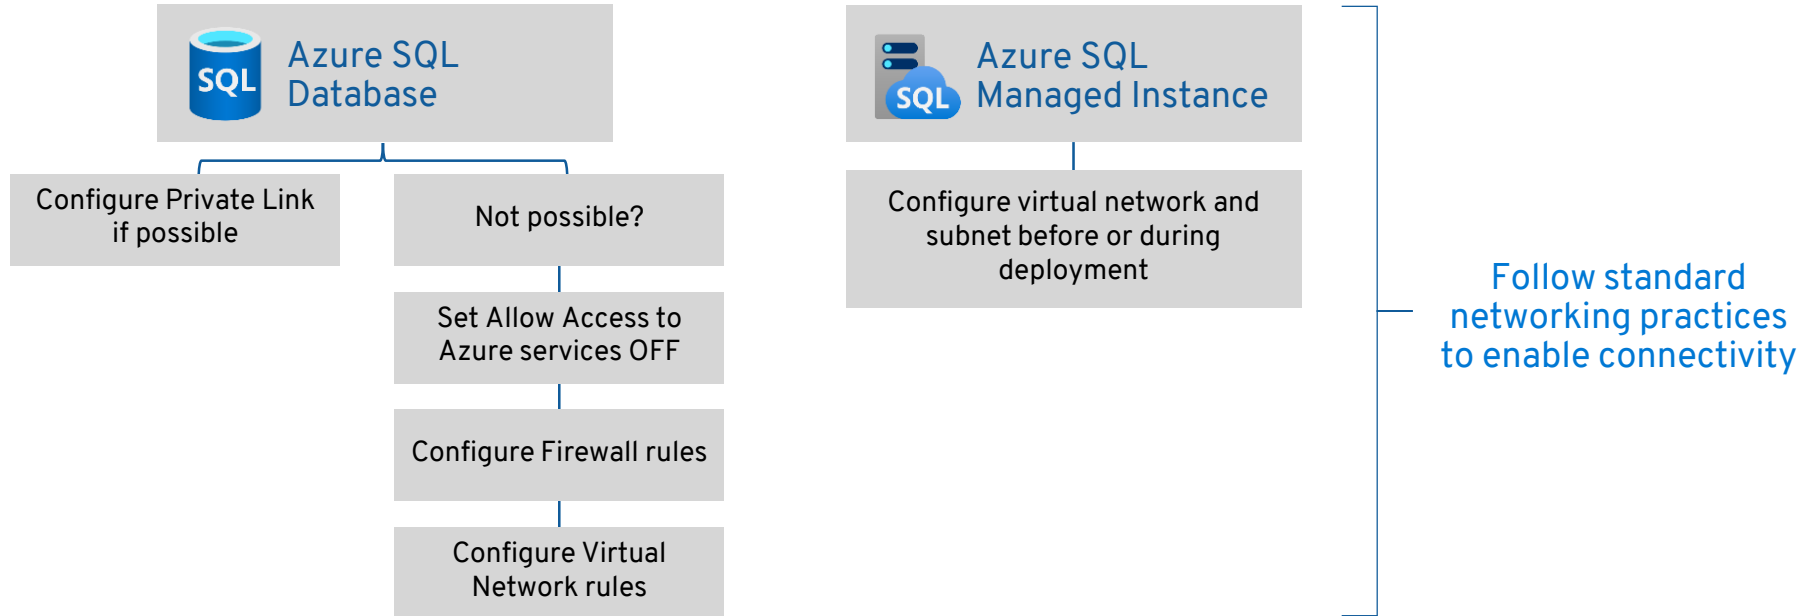 SQL
Azure SQL
Database
Configure Private Link
if possible
Not possible?
Set Allow Access to
Azure services OFF
Configure Firewall rules
Configure Virtual
Network rules
SQL
Azure SQL
Managed Instance
Configure virtual network and
subnet before or during
deployment
Follow standard
networking practices
to enable connectivity